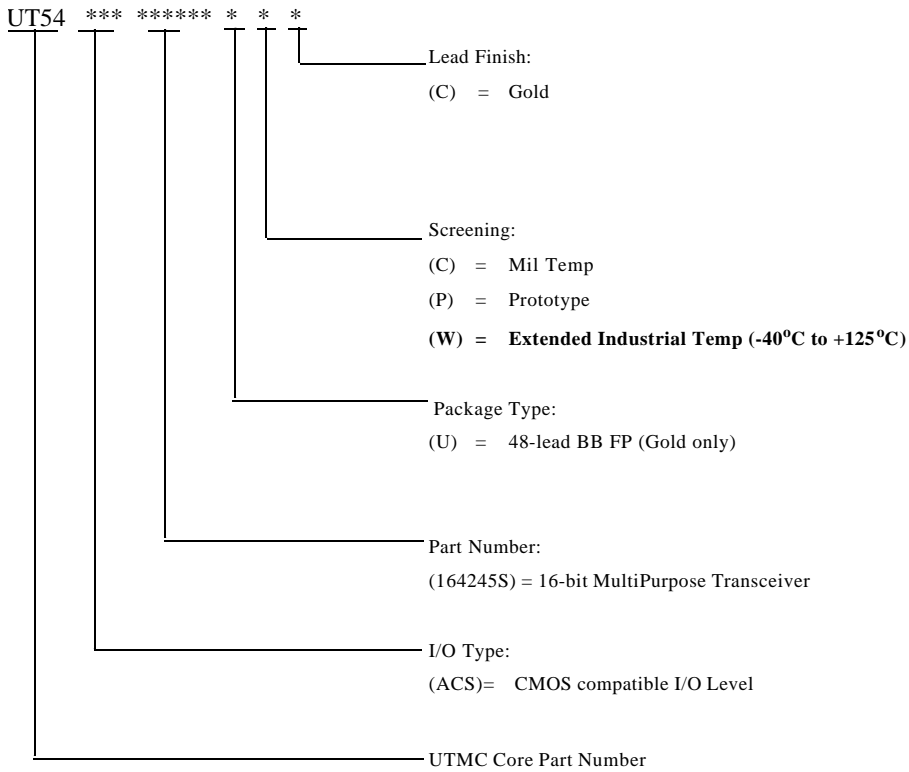 UT54 *** ****** * * *
Lead Finish:
(C) = Gold
Screening:
(C) = Mil Temp
(P) = Prototype
(W) = Extended Industrial Temp (-40°C to +125°C)
Package Type:
(U) = 48-lead BB FP (Gold only)
Part Number:
(164245S) = 16-bit MultiPurpose Transceiver
I/O Type:
(ACS)= CMOS compatible I/O Level
UTMC Core Part Number